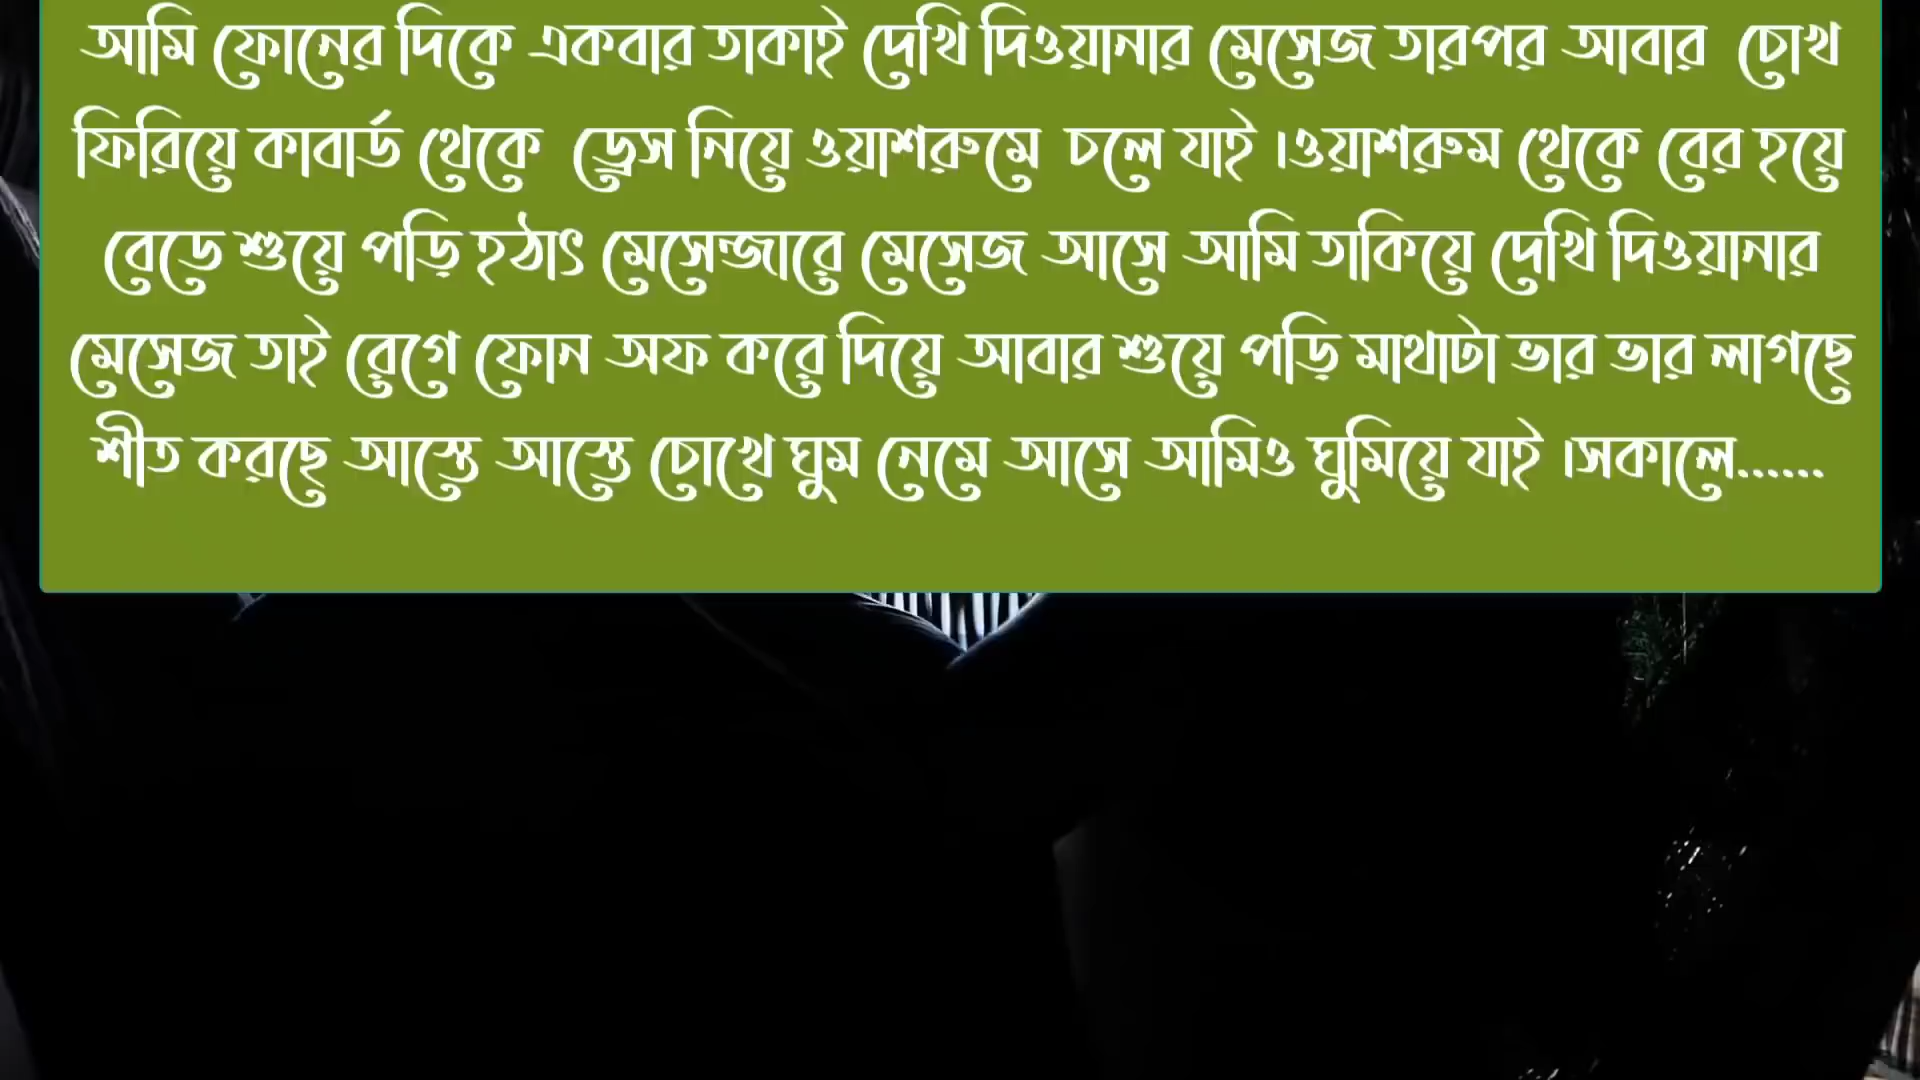 আমি ফোনের দিকে একবার তাকাই দেখি দিওয়ানার মেসেজ তারপর আবার চোখ
ফিরিয়ে কাবার্ড থেকে ড্রেস নিয়ে ওয়াশরুমে চলে যাই ।ওয়াশরুম থেকে বের হয়ে
বেডে শুয়ে পড়ি হঠাৎ মেসেন্জারে মেসেজ আসে আমি তাকিয়ে দেখি দিওয়ানার
মেসেজ তাই রেগে ফোন অফ করে দিয়ে আবার শুয়ে পড়ি মাথাটা ভার ভার লাগছে
শীত করছে আস্তে আস্তে চোখে ঘুম নেমে আসে আমিও ঘুমিয়ে যাই ।সকালে......